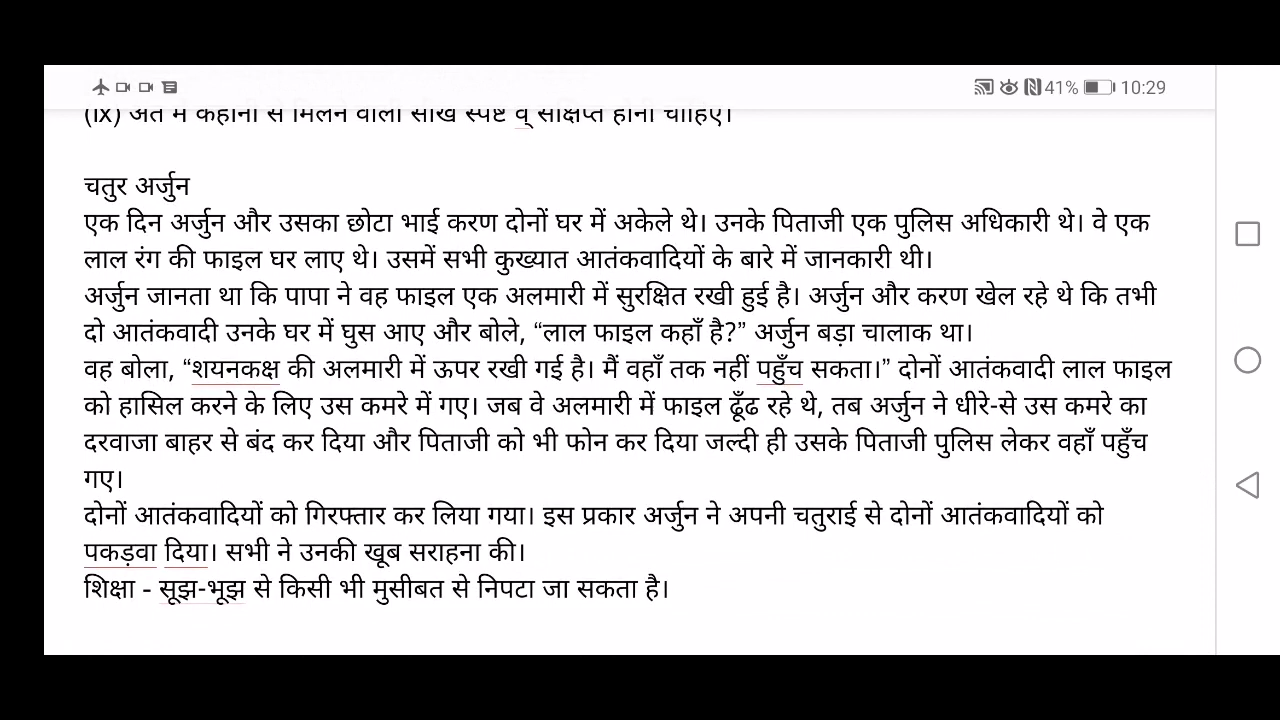 41% 10:29
(ix) अंत में कहानी से मिलने वाली सीख स्पष्ट व् संक्षिप्त होनी चाहिए।
चतुर अर्जुन
एक दिन अर्जुन और उसका छोटा भाई करण दोनों घर में अकेले थे। उनके पिताजी एक पुलिस अधिकारी थे। वे एक
लाल रंग की फाइल घर लाए थे। उसमें सभी कुख्यात आतंकवादियों के बारे में जानकारी थी।
अर्जुन जानता था कि पापा ने वह फाइल एक अलमारी में सुरक्षित रखी हुई है। अर्जुन और करण खेल रहे थे कि तभी
दो आतंकवादी उनके घर में घुस आए और बोले, “लाल फाइल कहाँ है?” अर्जुन बड़ा चालाक था।
वह बोला, “शयनकक्ष की अलमारी में ऊपर रखी गई है। मैं वहाँ तक नहीं पहुँच सकता।” दोनों आतंकवादी लाल फाइल
को हासिल करने के लिए उस कमरे में गए। जब वे अलमारी में फाइल ढूँढ रहे थे, तब अर्जुन ने धीरे-से उस कमरे का
दरवाजा बाहर से बंद कर दिया और पिताजी को भी फोन कर दिया जल्दी ही उसके पिताजी पुलिस लेकर वहाँ पहुँच
गए।
दोनों आतंकवादियों को गिरफ्तार कर लिया गया। इस प्रकार अर्जुन ने अपनी चतुराई से दोनों आतंकवादियों को
पकड़वा दिया। सभी ने उनकी खूब सराहना की।
शिक्षा - सूझ-भूझ से किसी भी मुसीबत से निपटा जा सकता है।